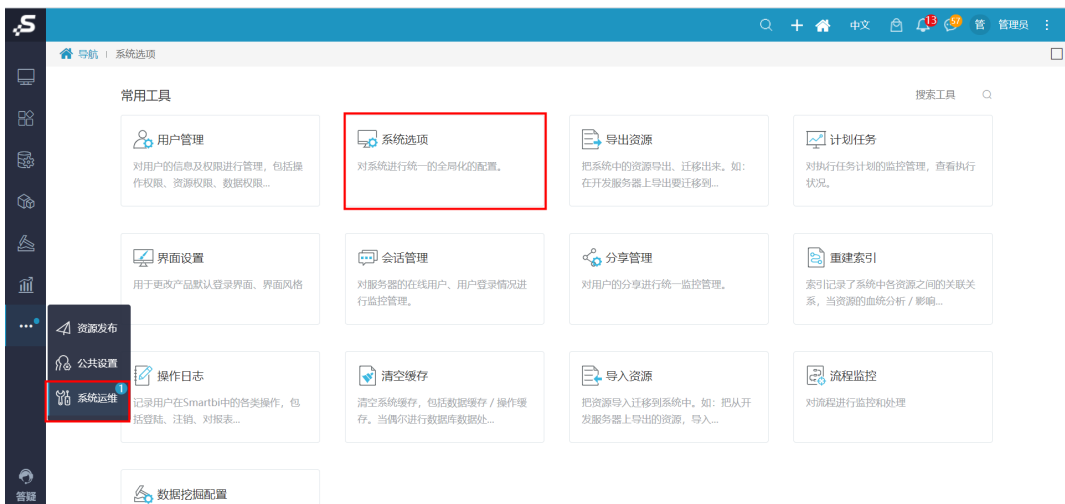 S
中文
13
57
管
管理员
导航
系统选项
常用工具
搜索工具
用户管理
对用户的信息及权限进行管理，包括操
作权限、资源权限、数据权限...
系统选项
对系统进行统一的全局化的配置。
导出资源
把系统中的资源导出、迁移出来。如：
在开发服务器上导出要迁移到...
计划任务
对执行任务计划的监控管理，查看执行
状况。
界面设置
用于更改产品默认登录界面、界面风格
会话管理
对服务器的在线用户、用户登录情况进
行监控管理。
分享管理
对用户的分享进行统一监控管理。
重建索引
索引记录了系统中各资源之间的关联关
系，当资源的血统分析 / 影响...
资源发布
公共设置
系统运维
1
操作日志
记录用户在Smartbi中的各类操作，包
括登陆、注销、对报表...
清空缓存
清空系统缓存，包括数据缓存 / 操作缓
存。当偶尔进行数据库数据处...
导入资源
把资源导入迁移到系统中。如：把从开
发服务器上导出的资源，导入...
流程监控
对流程进行监控和处理
数据挖掘配置
答疑